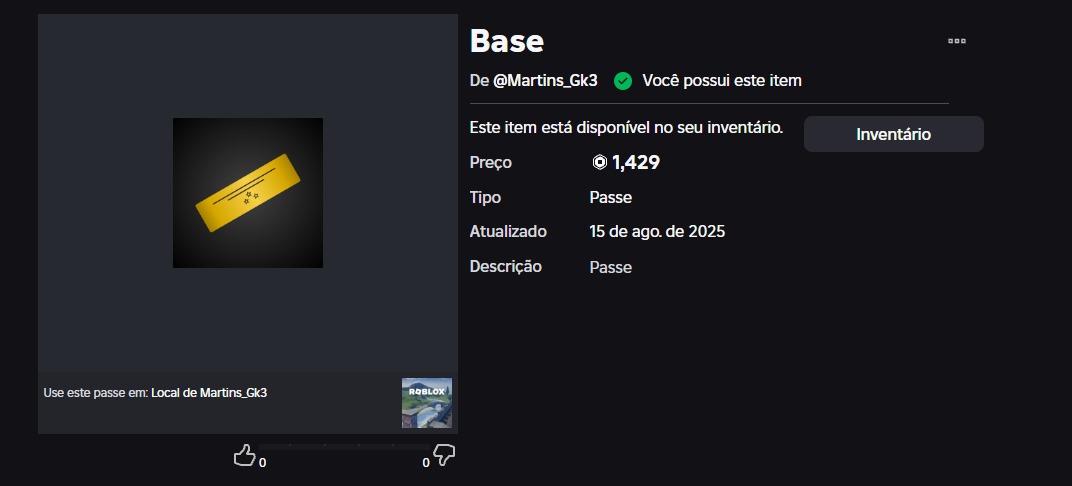 Base
De @Martins_Gk3 Você possui este item
Este item está disponível no seu inventário.
Inventário
Preço 1,429
Tipo Passe
Atualizado 15 de ago. de 2025
Descrição Passe
Use este passe em: Local de Martins_Gk3
ROBLOX
0 0